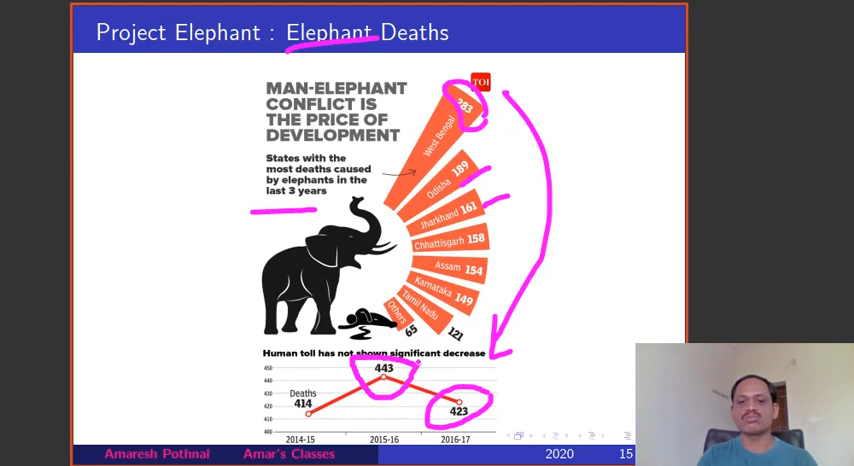 Project Elephant : Elephant Deaths
TOI
MAN-ELEPHANT
CONFLICT IS
THE PRICE OF
DEVELOPMENT
States with the
most deaths caused
by elephants in the
last 3 years
West Bengal 283
Odisha 189
Jharkhand 161
Chhattisgarh 158
Assam 154
Karnataka 149
Tamil Nadu 121
Others 65
Human toll has not shown significant decrease
450
440
430
420
410
400
Deaths
414
443
423
2014-15 2015-16 2016-17
Amaresh Pothnal Amar's Classes 2020 15